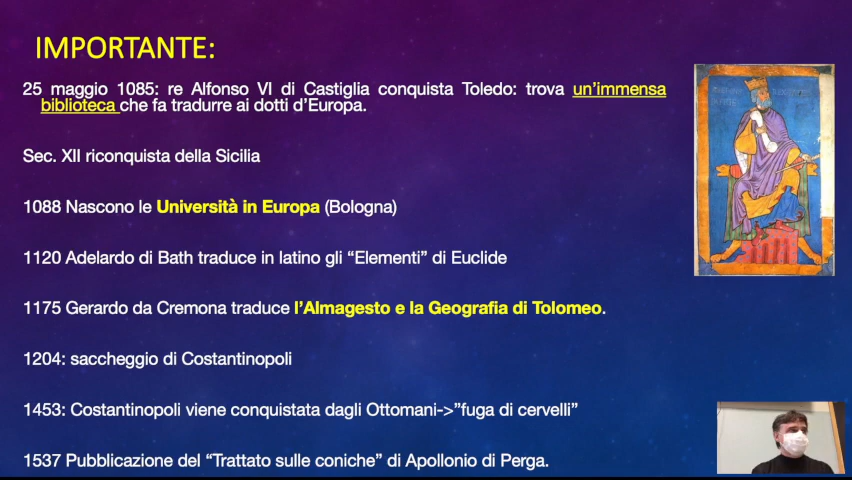 IMPORTANTE:
25 maggio 1085: re Alfonso VI di Castiglia conquista Toledo: trova un'immensa
biblioteca che fa tradurre ai dotti d'Europa.
Sec. XII riconquista della Sicilia
1088 Nascono le Università in Europa (Bologna)
1120 Adelardo di Bath traduce in latino gli “Elementi” di Euclide
1175 Gerardo da Cremona traduce l'Almagesto e la Geografia di Tolomeo.
1204: saccheggio di Costantinopoli
1453: Costantinopoli viene conquistata dagli Ottomani->”fuga di cervelli”
1537 Pubblicazione del “Trattato sulle coniche” di Apollonio di Perga.